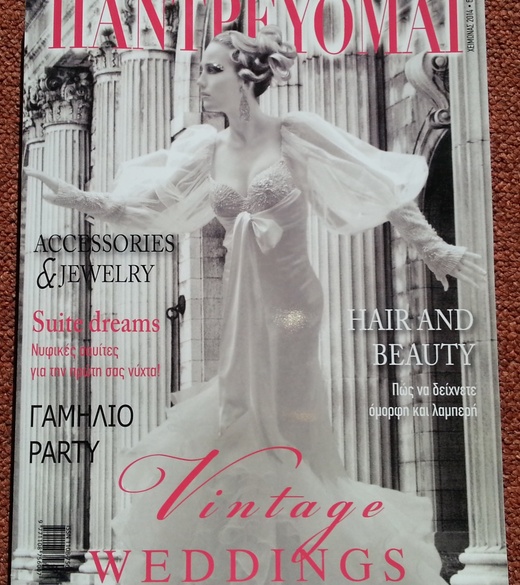 ΠΑΝΤΡΕΥΟΜΑΙ
ΧΕΙΜΩΝΑΣ 2014 •
ACCESSORIES
& JEWELRY
Suite dreams
Νυφικές σουίτες
για την πρώτη σας νύχτα!
ΓΑΜΗΛΙΟ
PARTY
HAIR AND
BEAUTY
Πώς να δείχνετε
όμορφη και λαμπερή
Vintage
WEDDINGS